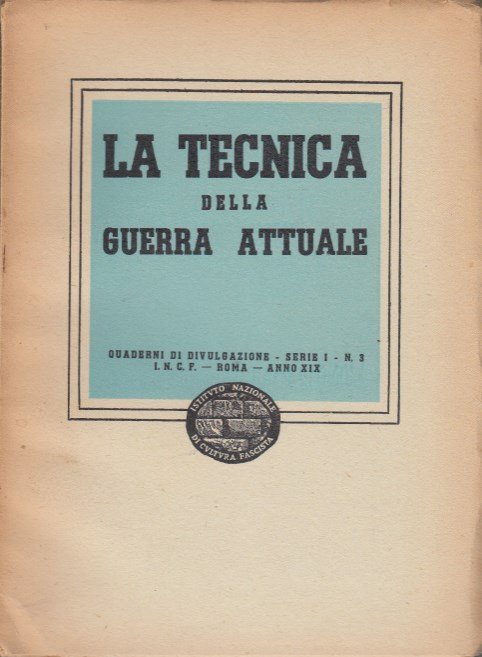 LA TECNICA
DELLA
GUERRA ATTUALE
QUADERNI DI DIVULGAZIONE - SERIE I - N. 3
I. N. C. F. — ROMA — ANNO XIX
ISTITVTO NAZIONALE
DI CVLTVRA FASCISTA